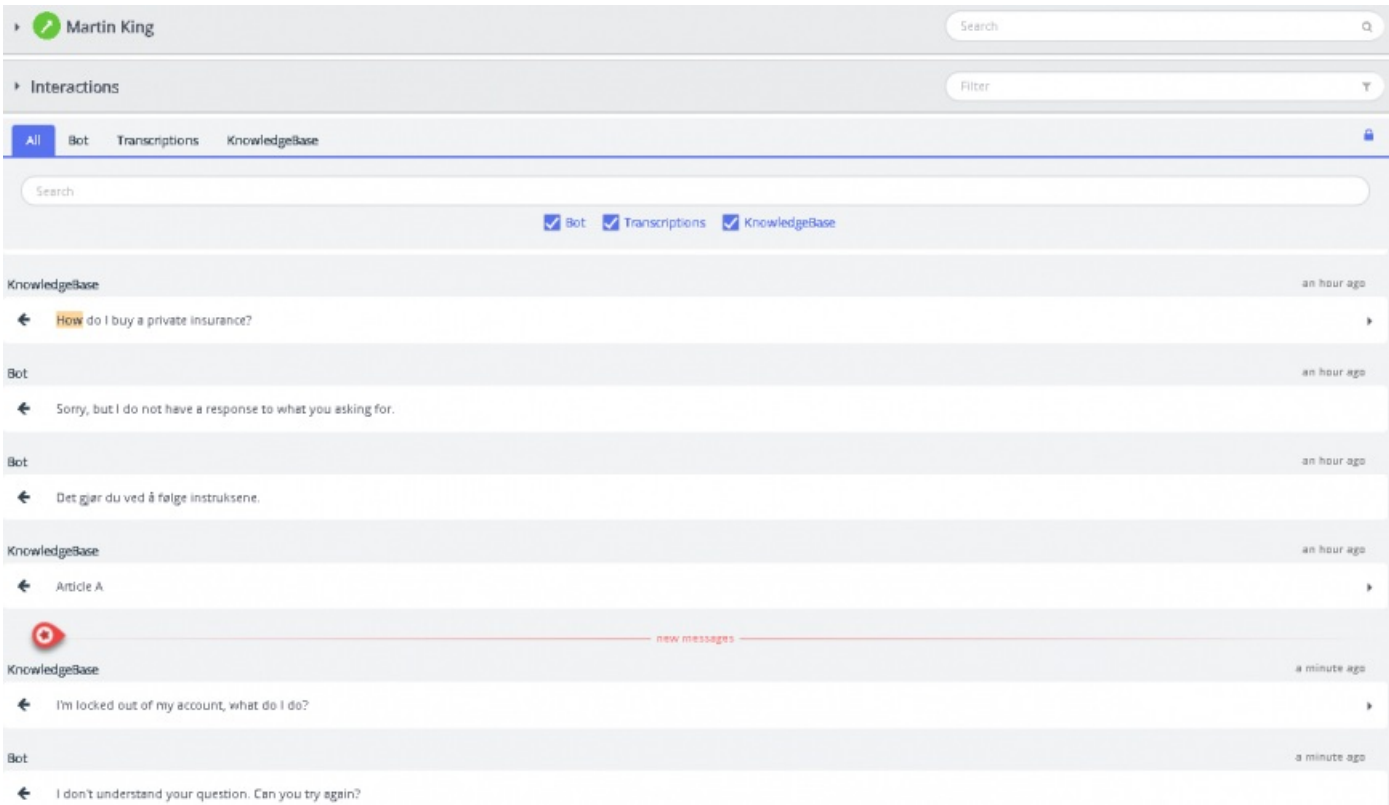 Martin King
Search
Interactions
Filter
All Bot Transcriptions KnowledgeBase
Search
Bot Transcriptions KnowledgeBase
KnowledgeBase an hour ago
How do I buy a private insurance?
Bot an hour ago
Sorry, but I do not have a response to what you asking for.
Bot an hour ago
Det gjør du ved å følge instruksene.
KnowledgeBase an hour ago
Article A
new messages
KnowledgeBase a minute ago
I'm locked out of my account, what do I do?
Bot a minute ago
I don't understand your question. Can you try again?